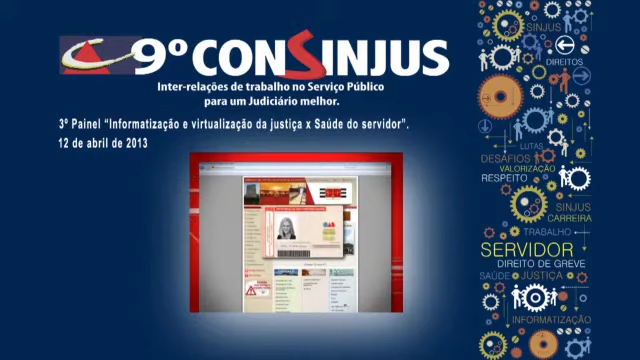 9º CONSINJUS
Inter-relações de trabalho no Serviço Público
para um Judiciário melhor.
3º Painel “Informatização e virtualização da justiça x Saúde do servidor”.
12 de abril de 2013
SINJUS
DIREITOS
LUTAS
DESAFIOS
VALORIZAÇÃO
RESPEITO
SINJUS
CARREIRA
TRABALHO
SERVIDOR
DIREITO DE GREVE
SAÚDE
JUSTIÇA
INFORMATIZAÇÃO